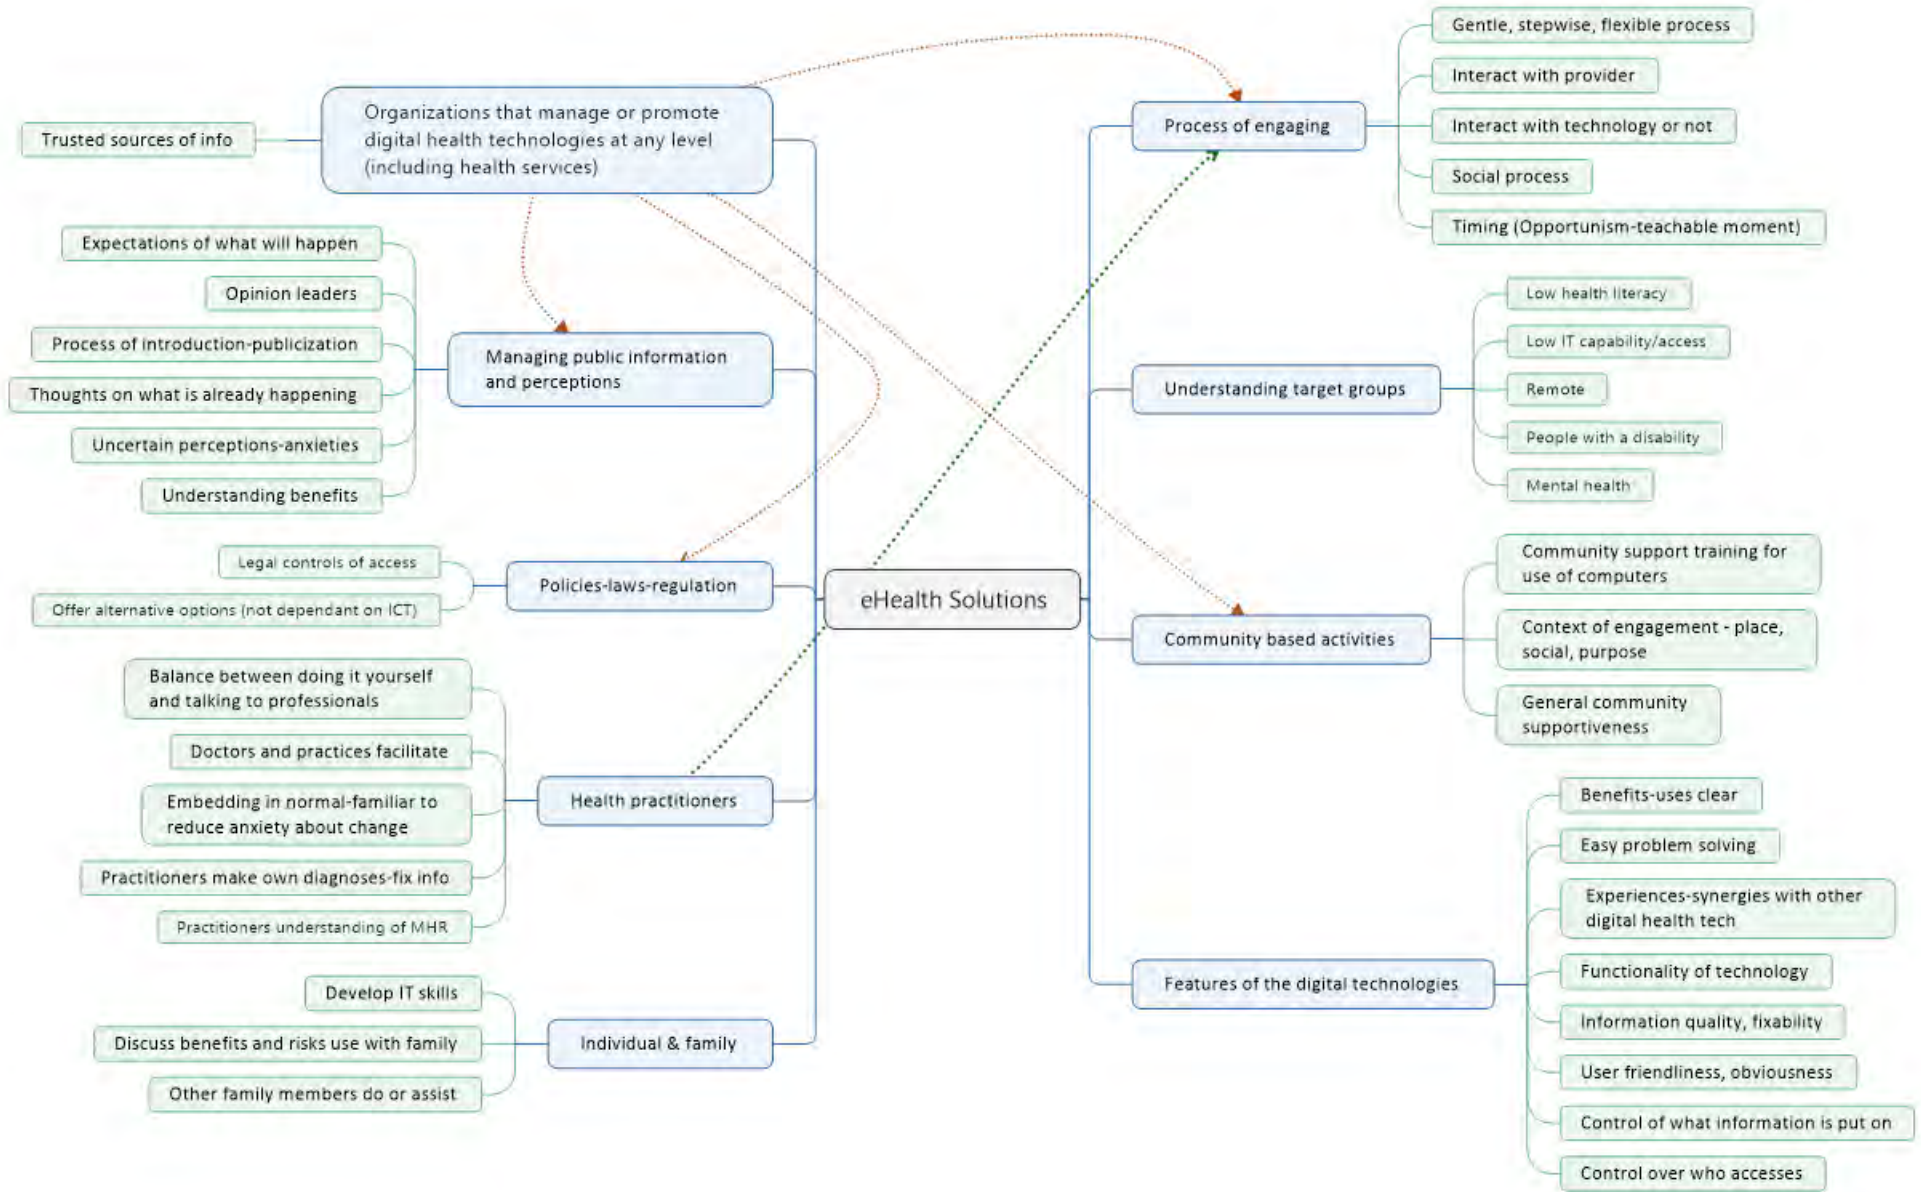 Organizations that manage or promote
digital health technologies at any level
(including health services)
Trusted sources of info
Managing public information
and perceptions
Expectations of what will happen
Opinion leaders
Process of introduction-publicization
Thoughts on what is already happening
Uncertain perceptions-anxieties
Understanding benefits
Policies-laws-regulation
Legal controls of access
Offer alternative options (not dependant on ICT)
Health practitioners
Balance between doing it yourself
and talking to professionals
Doctors and practices facilitate
Embedding in normal-familiar to
reduce anxiety about change
Practitioners make own diagnoses-fix info
Practitioners understanding of MHR
Individual & family
Develop IT skills
Discuss benefits and risks use with family
Other family members do or assist
eHealth Solutions
Process of engaging
Gentle, stepwise, flexible process
Interact with provider
Interact with technology or not
Social process
Timing (Opportunism-teachable moment)
Understanding target groups
Low health literacy
Low IT capability/access
Remote
People with a disability
Mental health
Community based activities
Community support training for
use of computers
Context of engagement - place,
social, purpose
General community
supportiveness
Features of the digital technologies
Benefits-uses clear
Easy problem solving
Experiences-synergies with other
digital health tech
Functionality of technology
Information quality, fixability
User friendliness, obviousness
Control of what information is put on
Control over who accesses